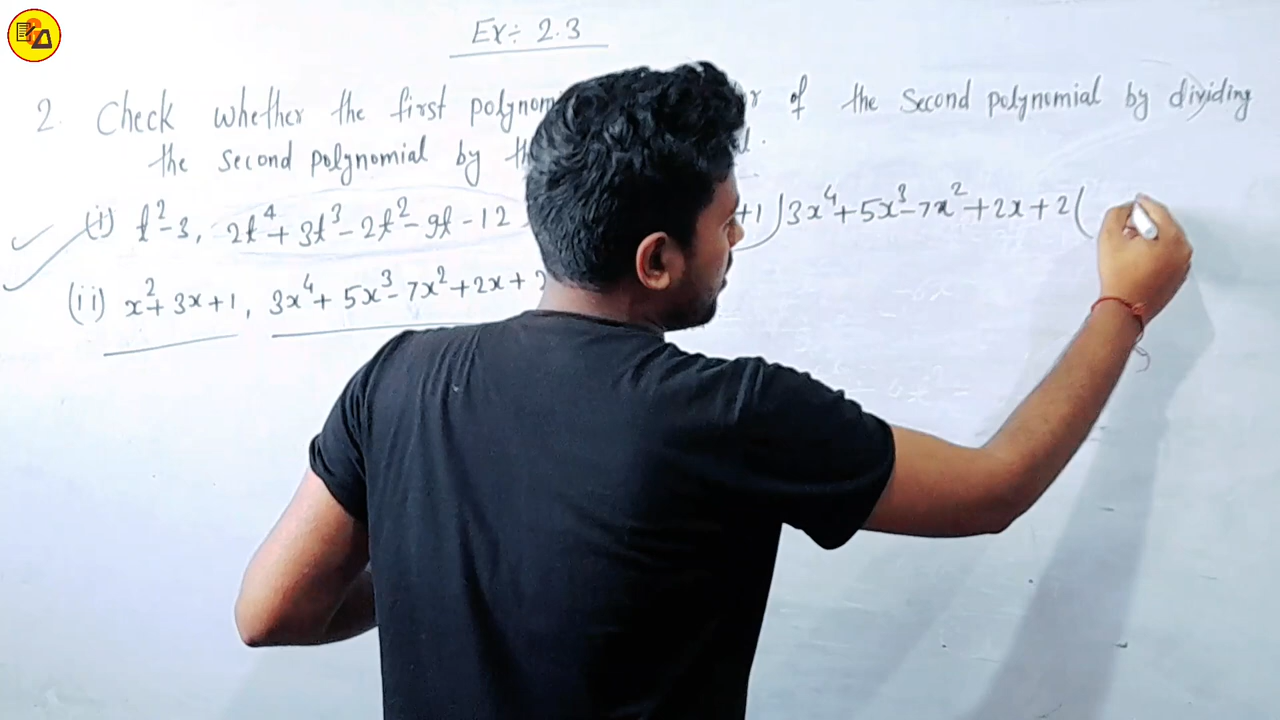 Ex÷ 2.3
2. Check whether the first of the second polynomial by dividing
the second polynomial by
(i) t²-3, 2t⁴+3t³-2t²-9t-12
+1)3x⁴+5x³-7x²+2x+2(
(ii) x²+3x+1, 3x⁴+5x³-7x²+2x+2